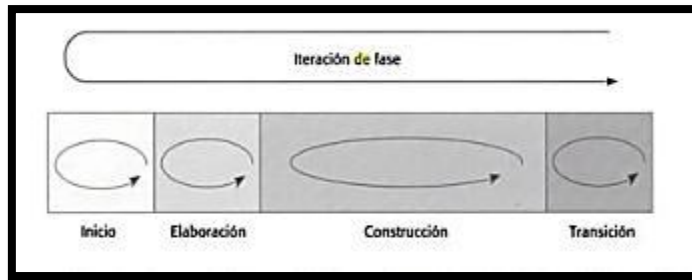 Iteración de fase
Inicio
Elaboración
Construcción
Transición